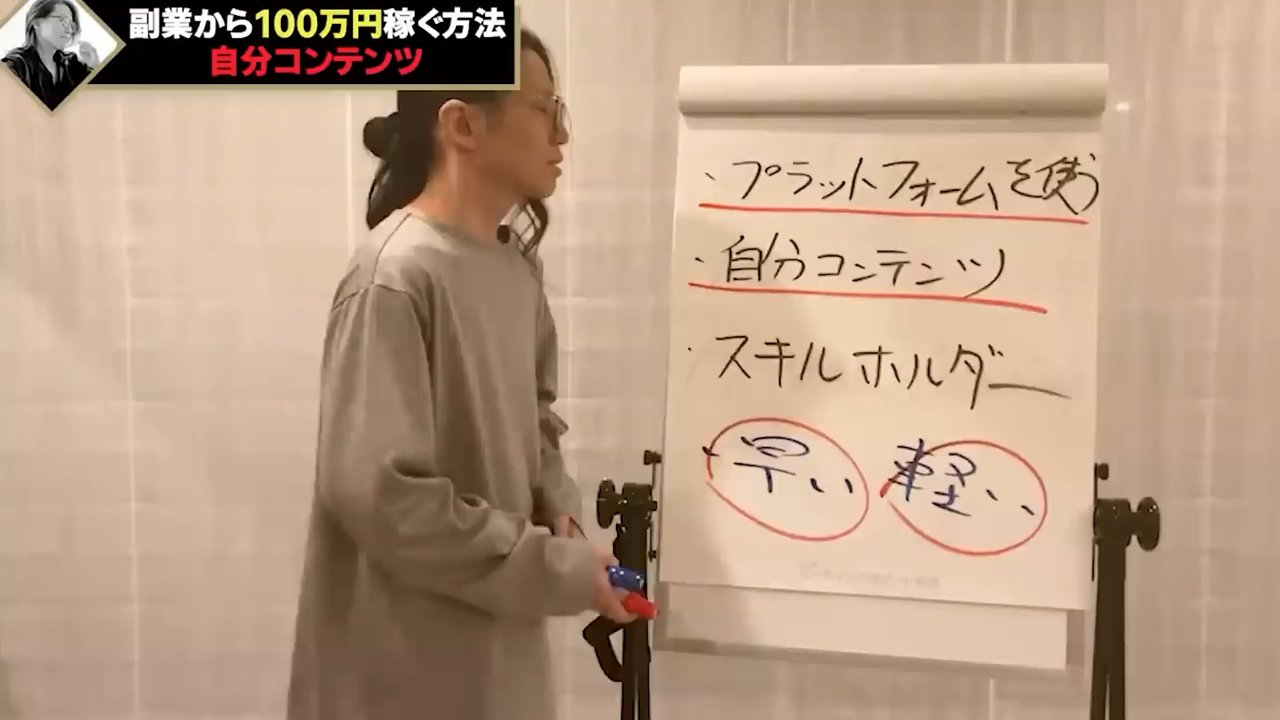 副業から100万円稼ぐ方法
自分コンテンツ
・プラットフォームを使う
・自分コンテンツ
・スキルホルダー
・早い 軽い